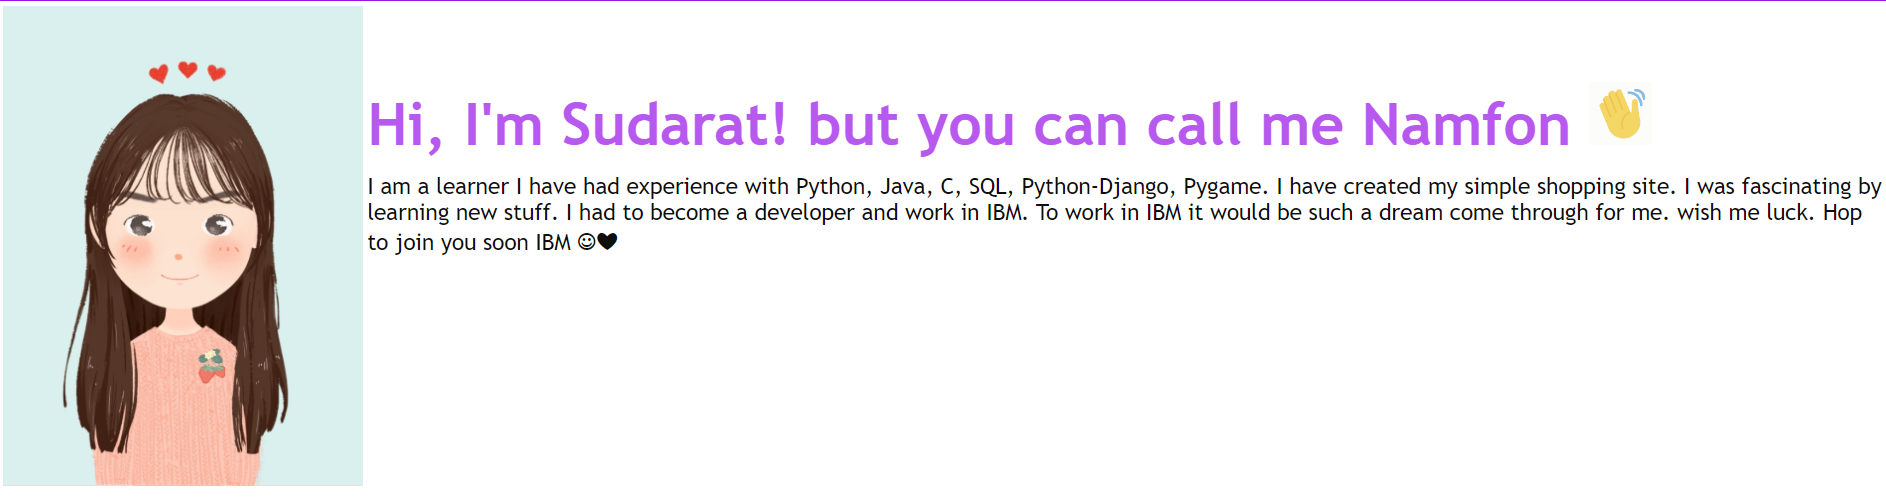 Hi, I'm Sudarat! but you can call me Namfon 👋
I am a learner I have had experience with Python, Java, C, SQL, Python-Django, Pygame. I have created my simple shopping site. I was fascinating by
learning new stuff. I had to become a developer and work in IBM. To work in IBM it would be such a dream come through for me. wish me luck. Hop
to join you soon IBM ☺♥